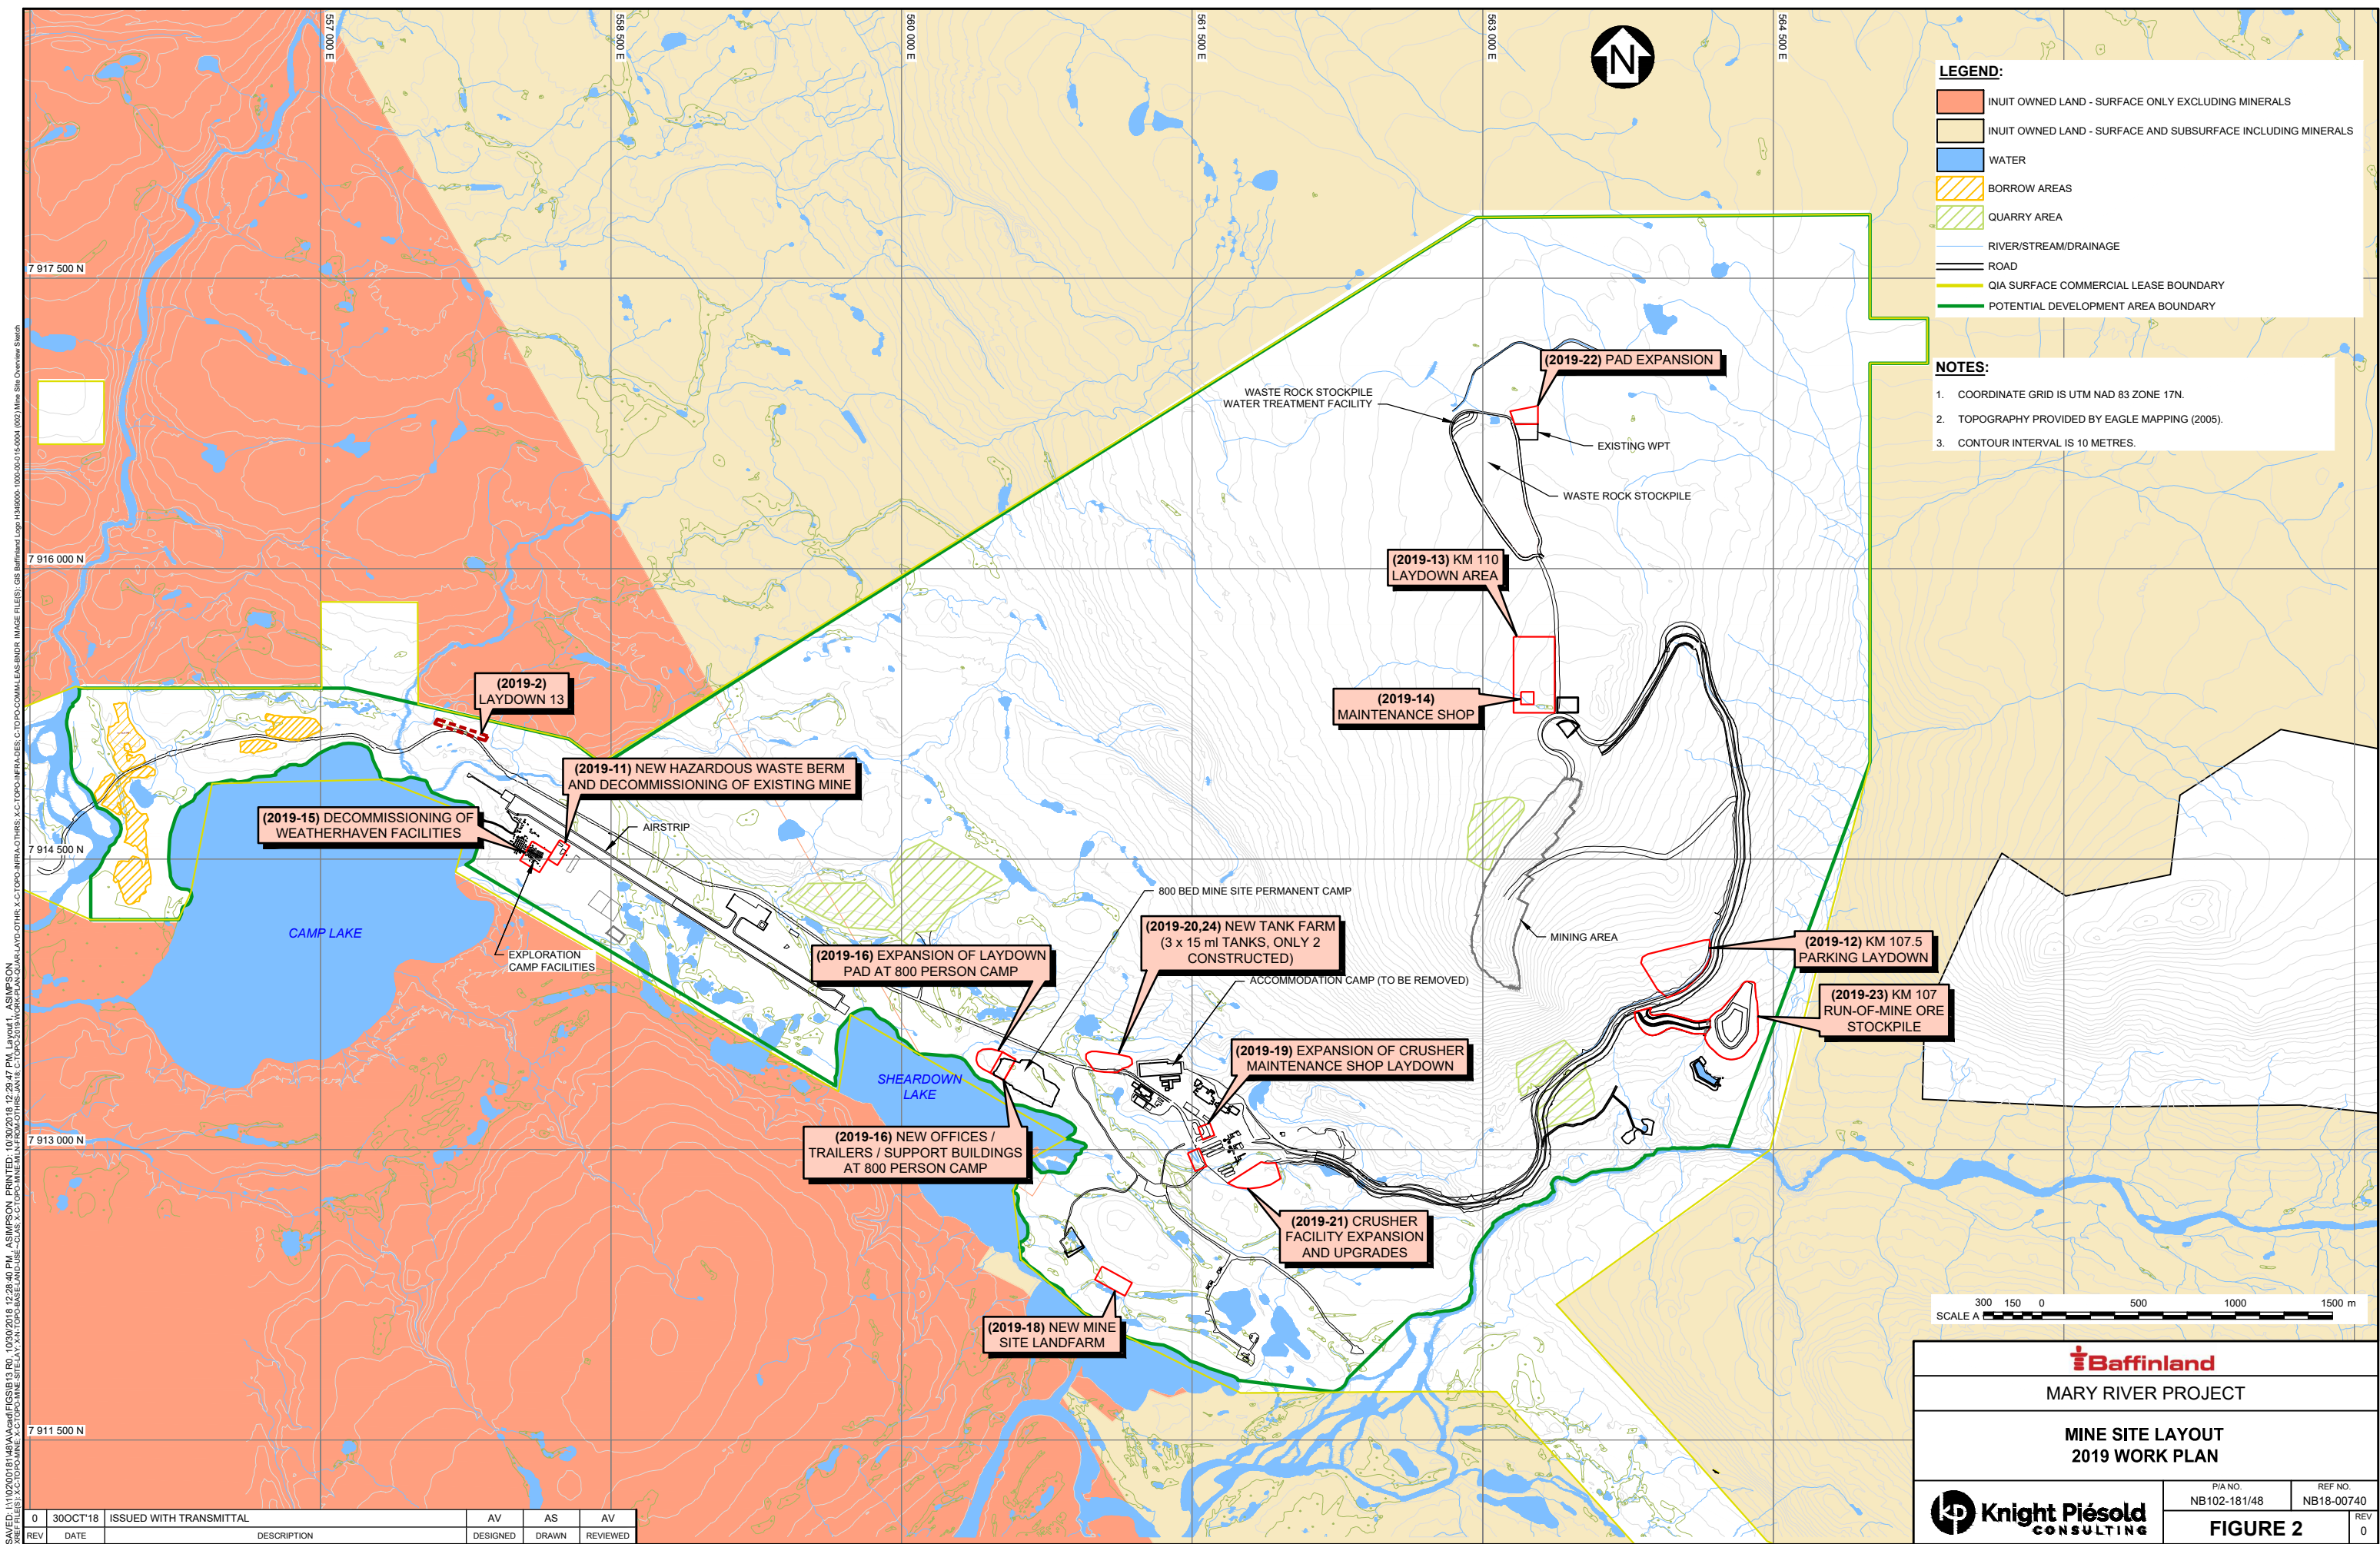 557 000 E
558 500 E
560 000 E
561 500 E
563 000 E
564 500 E
N
LEGEND:
INUIT OWNED LAND - SURFACE ONLY EXCLUDING MINERALS
INUIT OWNED LAND - SURFACE AND SUBSURFACE INCLUDING MINERALS
WATER
BORROW AREAS
QUARRY AREA
RIVER/STREAM/DRAINAGE
ROAD
QIA SURFACE COMMERCIAL LEASE BOUNDARY
POTENTIAL DEVELOPMENT AREA BOUNDARY
NOTES:
1. COORDINATE GRID IS UTM NAD 83 ZONE 17N.
2. TOPOGRAPHY PROVIDED BY EAGLE MAPPING (2005).
3. CONTOUR INTERVAL IS 10 METRES.
7 917 500 N
(2019-22) PAD EXPANSION
WASTE ROCK STOCKPILE
WATER TREATMENT FACILITY
EXISTING WPT
WASTE ROCK STOCKPILE
7 916 000 N
(2019-13) KM 110
LAYDOWN AREA
(2019-2)
LAYDOWN 13
(2019-14)
MAINTENANCE SHOP
(2019-11) NEW HAZARDOUS WASTE BERM
AND DECOMMISSIONING OF EXISTING MINE
(2019-15) DECOMMISSIONING OF
WEATHERHAVEN FACILITIES
AIRSTRIP
7 914 500 N
800 BED MINE SITE PERMANENT CAMP
CAMP LAKE
EXPLORATION
CAMP FACILITIES
(2019-16) EXPANSION OF LAYDOWN
PAD AT 800 PERSON CAMP
(2019-20,24) NEW TANK FARM
(3 x 15 ml TANKS, ONLY 2
CONSTRUCTED)
MINING AREA
(2019-12) KM 107.5
PARKING LAYDOWN
ACCOMMODATION CAMP (TO BE REMOVED)
(2019-23) KM 107
RUN-OF-MINE ORE
STOCKPILE
(2019-19) EXPANSION OF CRUSHER
MAINTENANCE SHOP LAYDOWN
SHEARDOWN
LAKE
7 913 000 N
(2019-16) NEW OFFICES /
TRAILERS / SUPPORT BUILDINGS
AT 800 PERSON CAMP
(2019-21) CRUSHER
FACILITY EXPANSION
AND UPGRADES
(2019-18) NEW MINE
SITE LANDFARM
7 911 500 N
300 150 0 500 1000 1500 m
SCALE A
Baffinland
MARY RIVER PROJECT
MINE SITE LAYOUT
2019 WORK PLAN
Knight Piésold
CONSULTING
P/A NO.
NB102-181/48
REF NO.
NB18-00740
FIGURE 2
REV
0
0 30OCT'18 ISSUED WITH TRANSMITTAL AV AS AV
REV DATE DESCRIPTION DESIGNED DRAWN REVIEWED